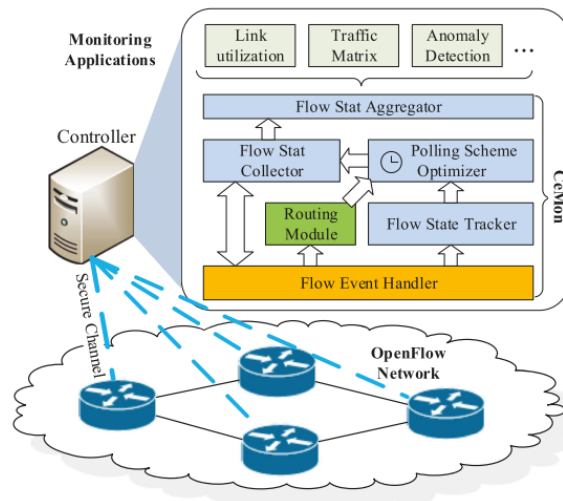 Monitoring
Applications
Link
utilization
Traffic
Matrix
Anomaly
Detection
...
Flow Stat Aggregator
Controller
Flow Stat
Collector
Polling Scheme
Optimizer
CeMon
Routing
Module
Flow State Tracker
Flow Event Handler
Secure Channel
OpenFlow
Network